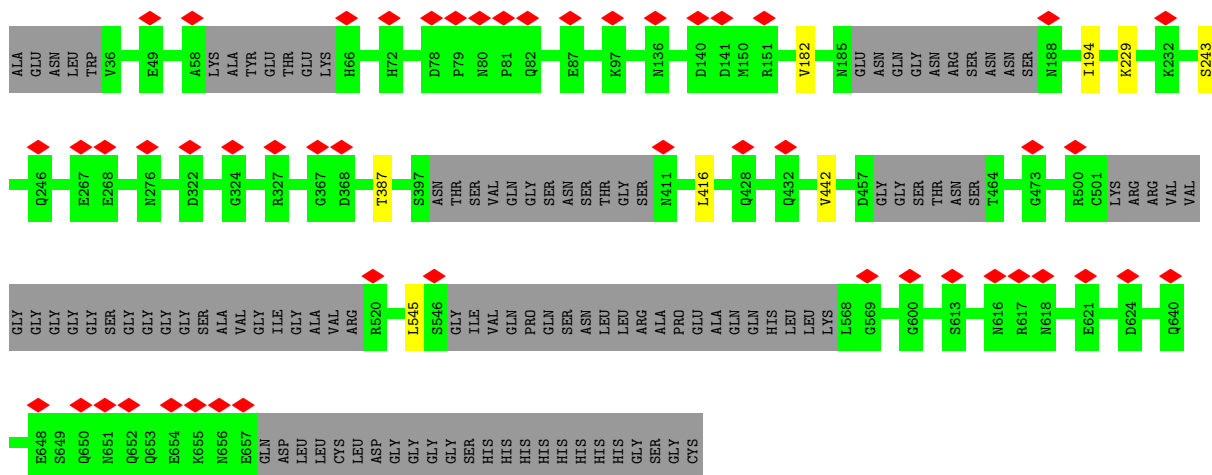 ALA GLU ASN LEU TRP V36 E49 A58 LYS ALA TYR GLU THR GLU LYS H66 H72 D78 P79 N80 P81 Q82 E87 K97 N136 D140 D141 M150 R151 V182 N185 GLU ASN GLN GLY ASN ARG SER ASN ASN SER N188 I194 K229 K232 S243
Q246 E267 E268 N276 D322 G324 R327 G367 D368 T387 S397 ASN THR SER VAL GLN GLY SER ASN SER THR GLY SER N411 L416 Q428 Q432 V442 D457 GLY GLY SER THR ASN SER T464 G473 R500 C501 LYS ARG ARG VAL VAL
GLY GLY GLY GLY GLY SER GLY GLY GLY GLY SER ALA VAL GLY ILE GLY ALA VAL ARG R520 L545 S546 GLY ILE VAL GLN PRO GLN SER ASN LEU LEU ARG ALA PRO GLU ALA GLN GLN HIS LEU LEU LYS L568 G569 G600 S613 N616 R617 N618 E621 D624 Q640
E648 S649 Q650 N651 Q652 Q653 E654 K655 N656 E657 GLN ASP LEU LEU CYS LEU ASP GLY GLY GLY GLY SER HIS HIS HIS HIS HIS HIS HIS HIS GLY SER GLY CYS